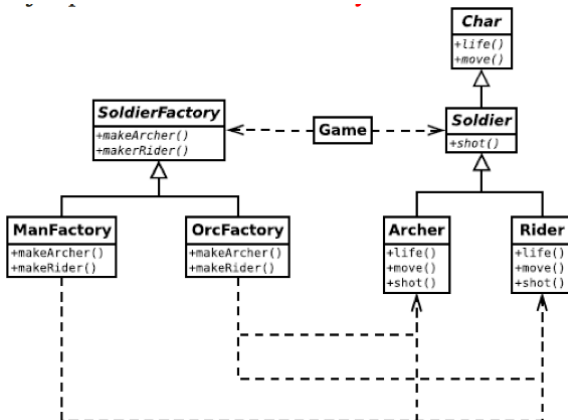 Char
+life()
+move()
SoldierFactory
+makeArcher()
+makerRider()
Game
Soldier
+shot()
ManFactory
+makeArcher()
+makeRider()
OrcFactory
+makeArcher()
+makeRider()
Archer
+life()
+move()
+shot()
Rider
+life()
+move()
+shot()